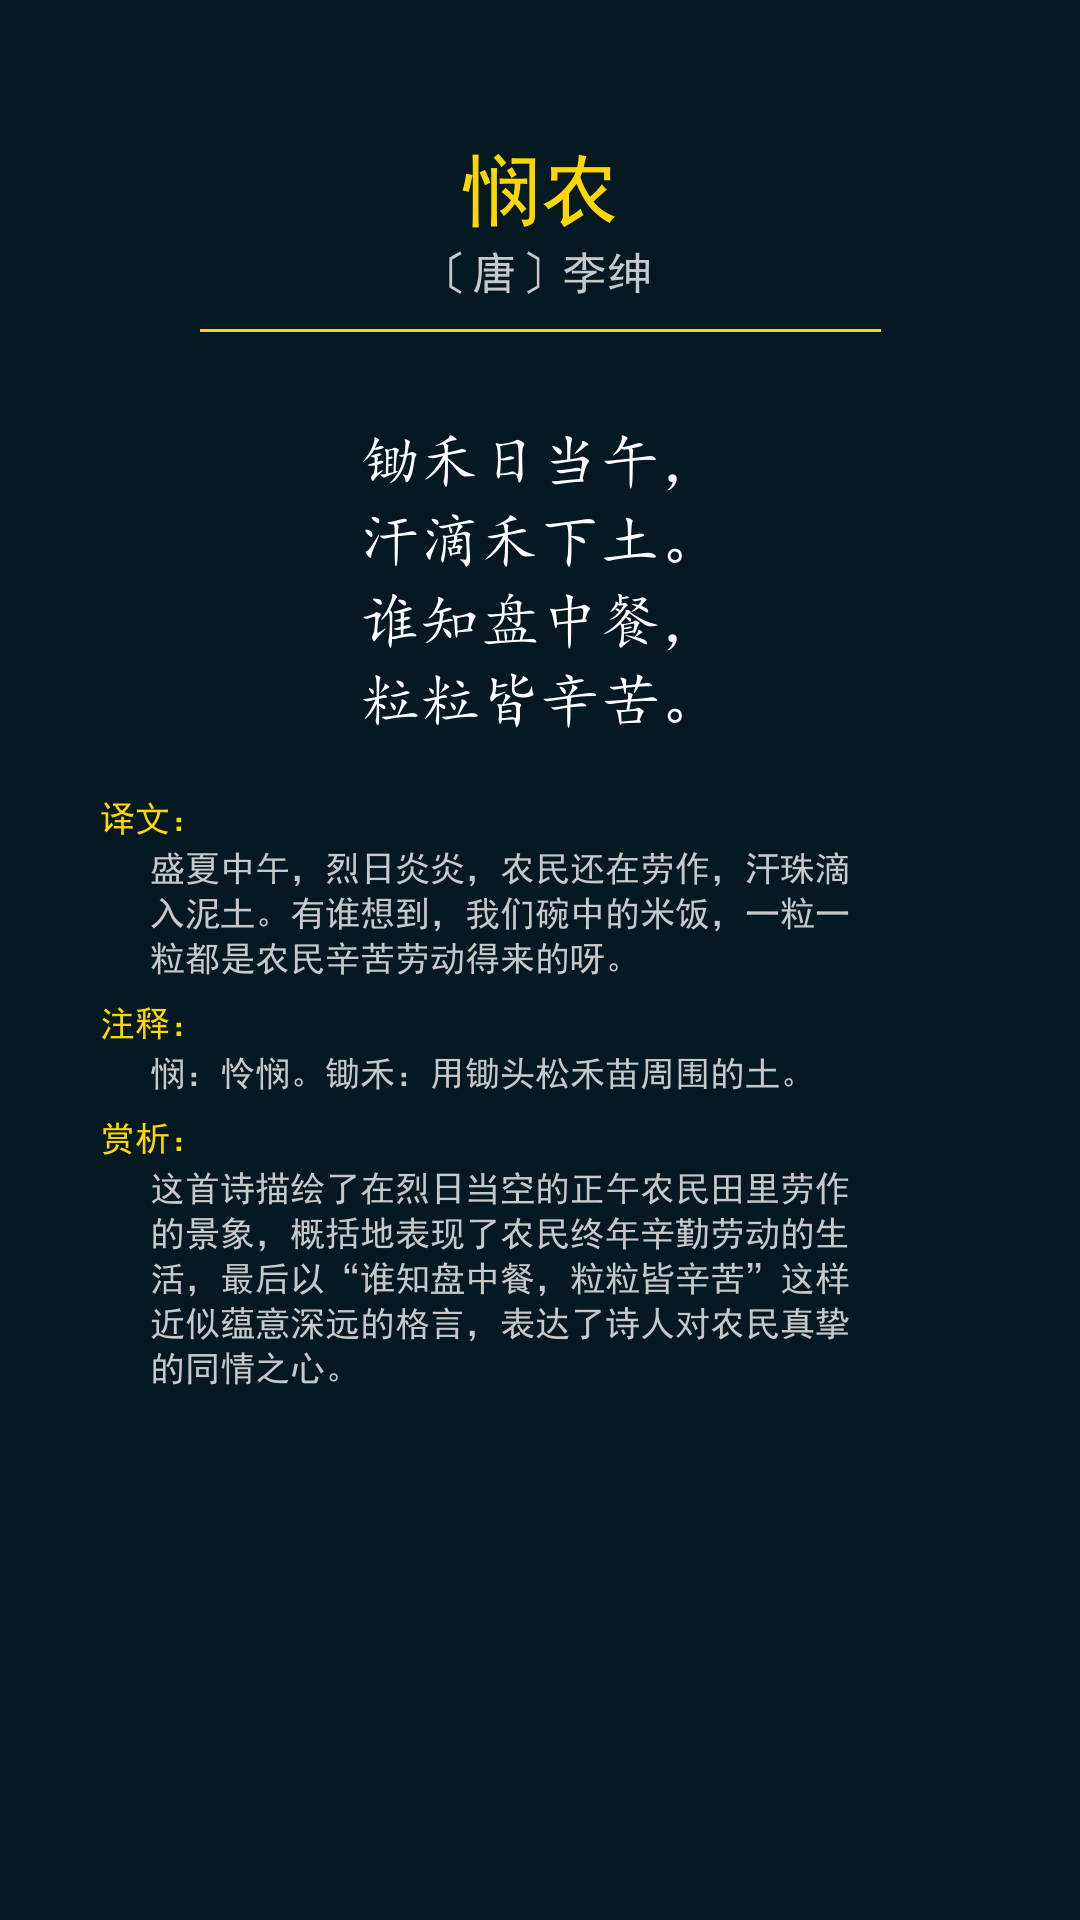 悯农
〔唐〕李绅
锄禾日当午，
汗滴禾下土。
谁知盘中餐，
粒粒皆辛苦。
译文：
盛夏中午，烈日炎炎，农民还在劳作，汗珠滴
入泥土。有谁想到，我们碗中的米饭，一粒一
粒都是农民辛苦劳动得来的呀。
注释：
悯：怜悯。锄禾：用锄头松禾苗周围的土。
赏析：
这首诗描绘了在烈日当空的正午农民田里劳作
的景象，概括地表现了农民终年辛勤劳动的生
活，最后以“谁知盘中餐，粒粒皆辛苦”这样
近似蕴意深远的格言，表达了诗人对农民真挚
的同情之心。